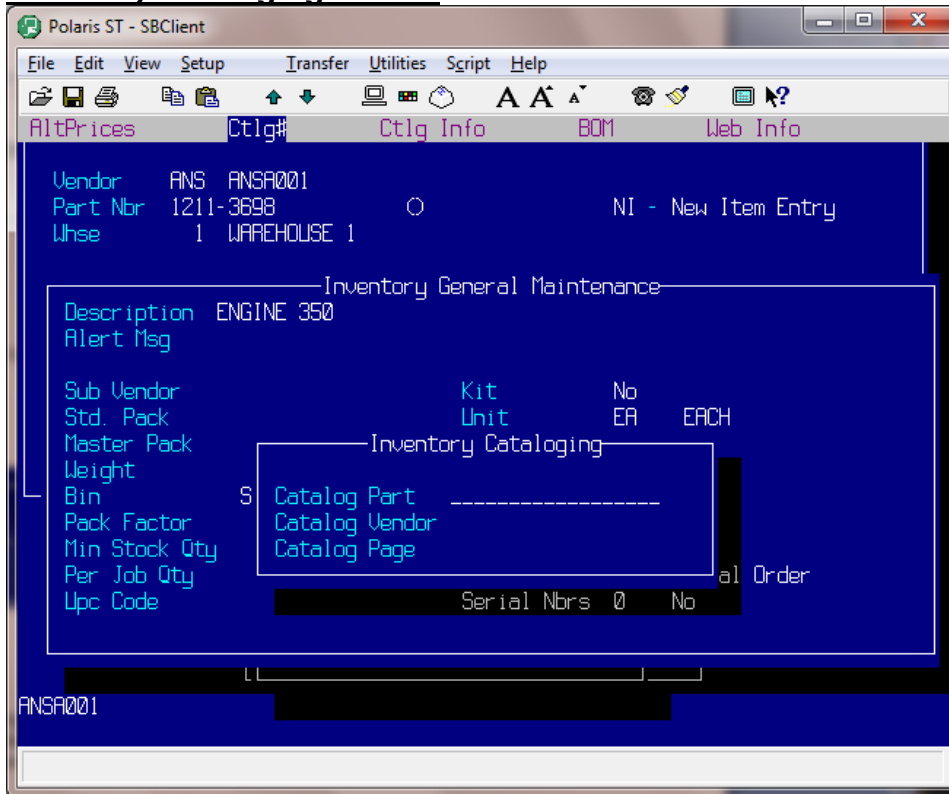 Polaris ST - SBClient
File Edit View Setup Transfer Utilities Script Help
AltPrices Ctlg# Ctlg Info BOM Web Info
Vendor ANS ANSA001
Part Nbr 1211-3698 O NI - New Item Entry
Whse 1 WAREHOUSE 1
Inventory General Maintenance
Description ENGINE 350
Alert Msg
Sub Vendor Kit No
Std. Pack Unit EA EACH
Master Pack
Inventory Cataloging
Weight
Bin S
Catalog Part __________________
Pack Factor
Catalog Vendor
Min Stock Qty
Catalog Page
Per Job Qty al Order
Upc Code Serial Nbrs 0 No
ANSA001